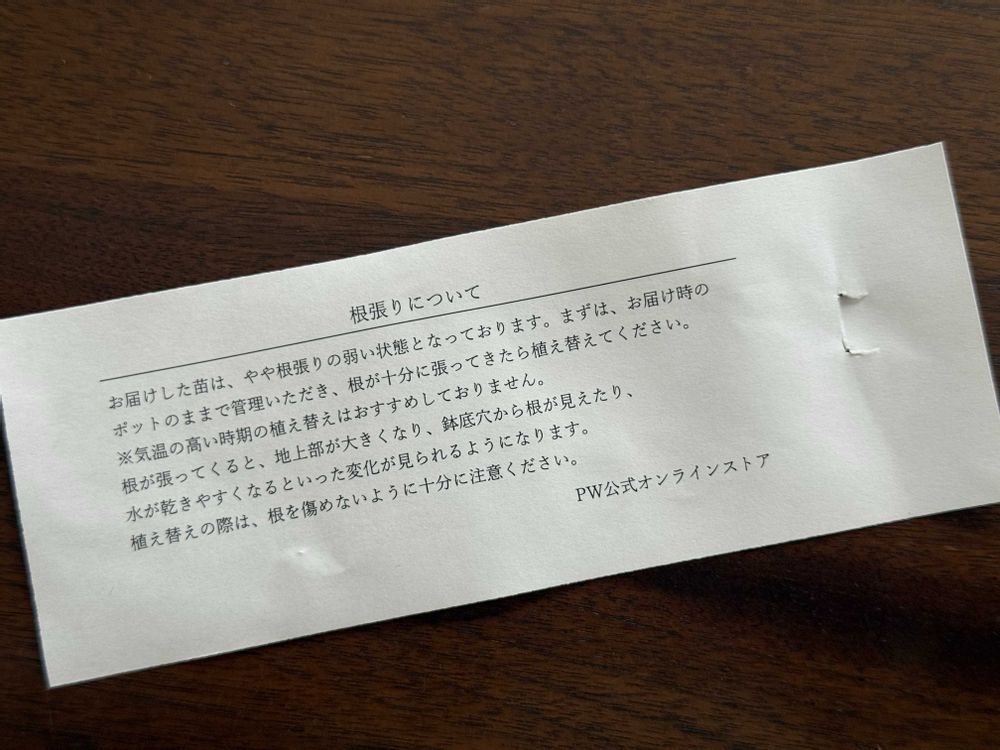 根張りについて
お届けした苗は、やや根張りの弱い状態となっております。まずは、お届け時の
ポットのままで管理いただき、根が十分に張ってきたら植え替えてください。
※気温の高い時期の植え替えはおすすめしておりません。
根が張ってくると、地上部が大きくなり、鉢底穴から根が見えたり、
水が乾きやすくなるといった変化が見られるようになります。
植え替えの際は、根を傷めないように十分に注意ください。
PW公式オンラインストア